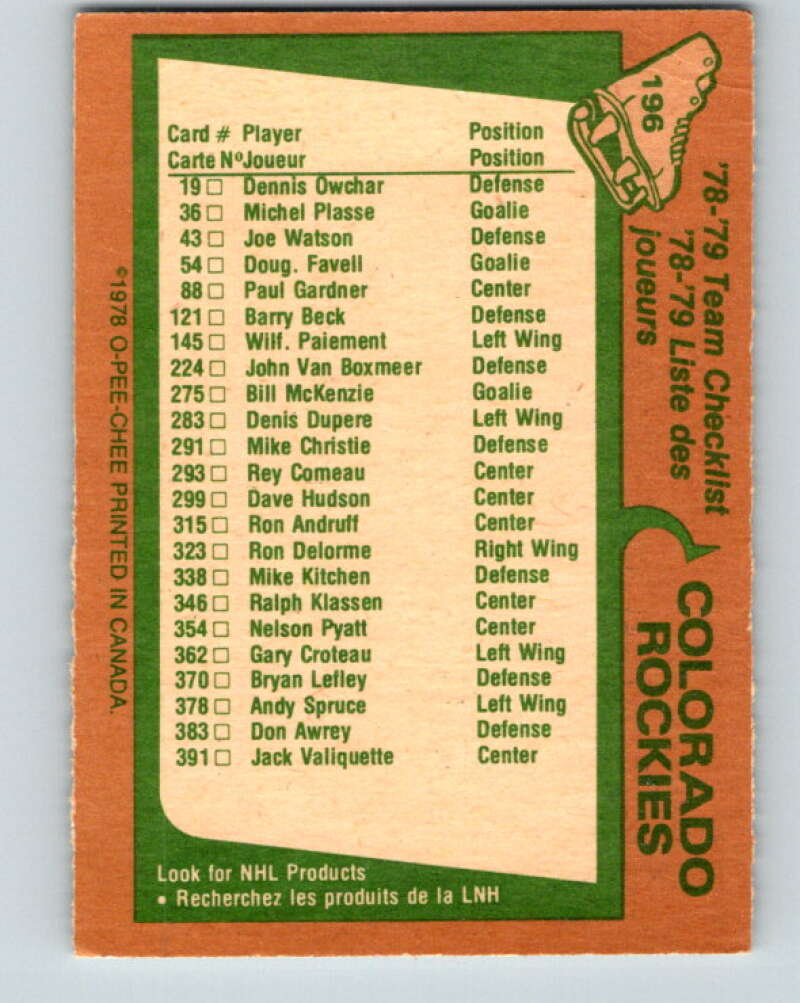 196
'78-'79 Team Checklist
'78-'79 Liste des
joueurs
COLORADO
ROCKIES
Card # Player Position
Carte Nº Joueur Position
19 □ Dennis Owchar Defense
36 □ Michel Plasse Goalie
43 □ Joe Watson Defense
54 □ Doug. Favell Goalie
88 □ Paul Gardner Center
121 □ Barry Beck Defense
145 □ Wilf. Paiement Left Wing
224 □ John Van Boxmeer Defense
275 □ Bill McKenzie Goalie
283 □ Denis Dupere Left Wing
291 □ Mike Christie Defense
293 □ Rey Comeau Center
299 □ Dave Hudson Center
315 □ Ron Andruff Center
323 □ Ron Delorme Right Wing
338 □ Mike Kitchen Defense
346 □ Ralph Klassen Center
354 □ Nelson Pyatt Center
362 □ Gary Croteau Left Wing
370 □ Bryan Lefley Defense
378 □ Andy Spruce Left Wing
383 □ Don Awrey Defense
391 □ Jack Valiquette Center
Look for NHL Products
• Recherchez les produits de la LNH
©1978 O-PEE-CHEE PRINTED IN CANADA.